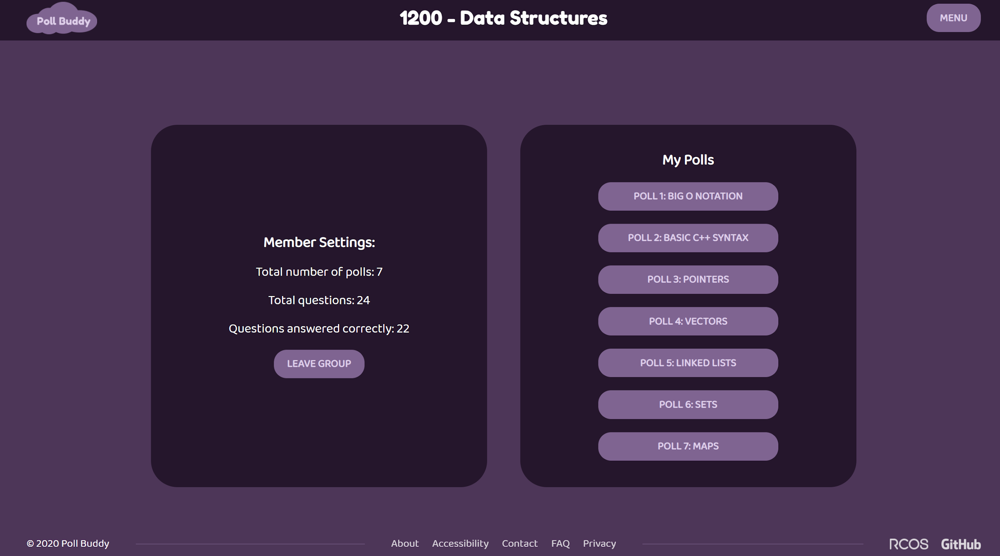 Poll Buddy
1200 - Data Structures
MENU
Member Settings:
Total number of polls: 7
Total questions: 24
Questions answered correctly: 22
LEAVE GROUP
My Polls
POLL 1: BIG O NOTATION
POLL 2: BASIC C++ SYNTAX
POLL 3: POINTERS
POLL 4: VECTORS
POLL 5: LINKED LISTS
POLL 6: SETS
POLL 7: MAPS
© 2020 Poll Buddy
About Accessibility Contact FAQ Privacy
RCOS GitHub